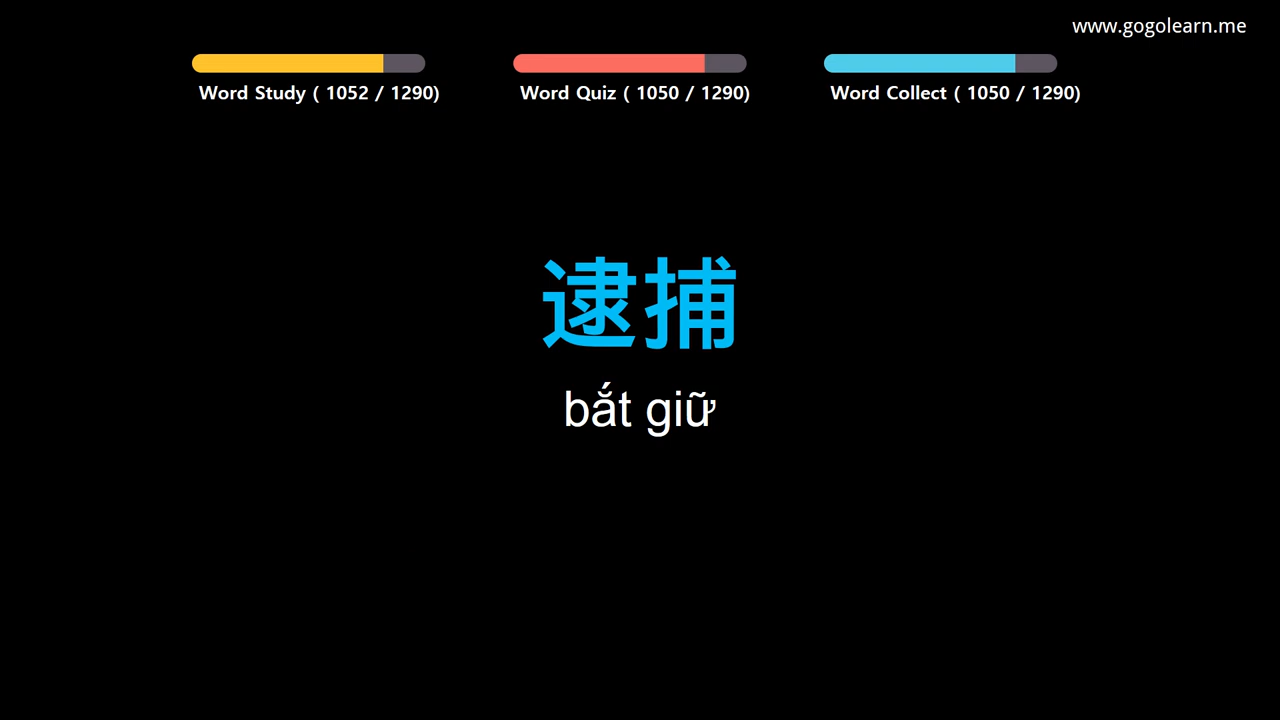 www.gogolearn.me
Word Study ( 1052 / 1290)
Word Quiz ( 1050 / 1290)
Word Collect ( 1050 / 1290)
逮捕
bắt giữ